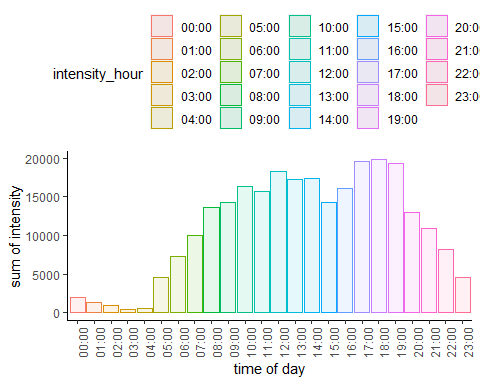 00:00 05:00 10:00 15:00 20:00
01:00 06:00 11:00 16:00 21:00
intensity_hour 02:00 07:00 12:00 17:00 22:00
03:00 08:00 13:00 18:00 23:00
04:00 09:00 14:00 19:00
20000
15000
10000
5000
0
sum of intensity
00:00 01:00 02:00 03:00 04:00 05:00 06:00 07:00 08:00 09:00 10:00 11:00 12:00 13:00 14:00 15:00 16:00 17:00 18:00 19:00 20:00 21:00 22:00 23:00
time of day